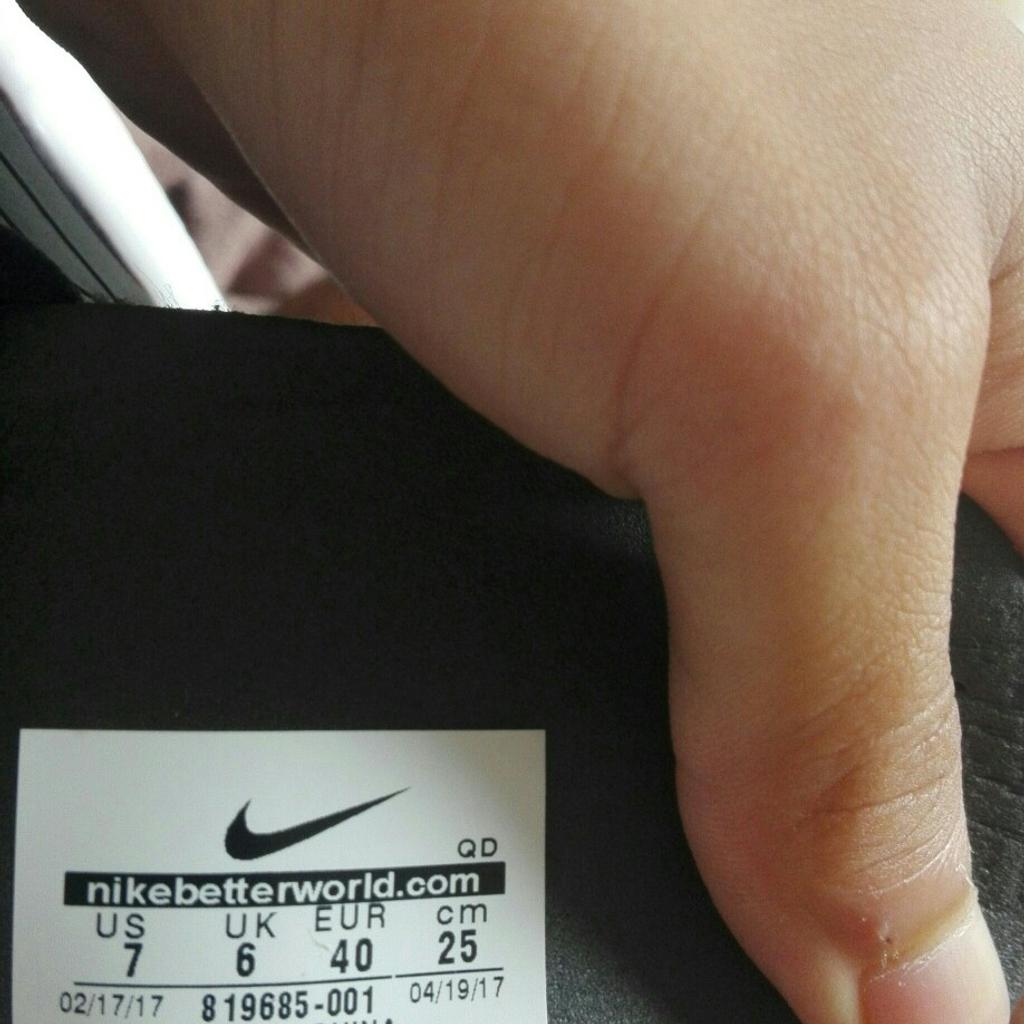 QD
nikebetterworld.com
US UK EUR cm
7 6 40 25
02/17/17 819685-001 04/19/17